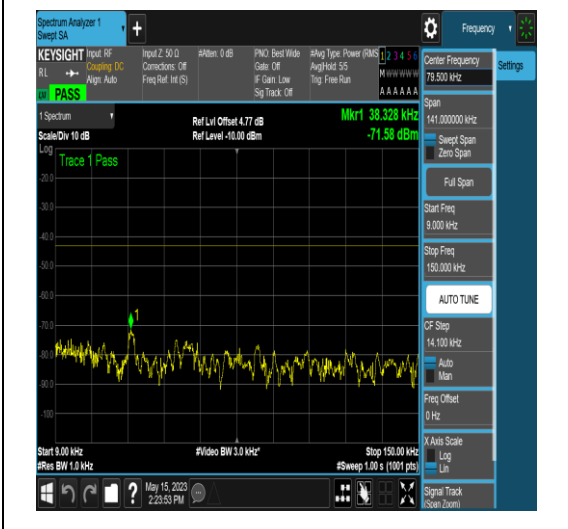 Spectrum Analyzer 1
Swept SA
+
Frequency
KEYSIGHT
RL
Input: RF
Coupling: DC
Align: Auto
Input Z: 50 Ω
Corrections: Off
Freq Ref: Int (S)
#Atten: 0 dB
PNO: Best Wide
Gate: Off
IF Gain: Low
Sig Track: Off
#Avg Type: Power (RMS
Avg|Hold: 5/5
Trig: Free Run
1 2 3 4 5 6
M W W W W W
A A A A A A
PASS
1 Spectrum
Scale/Div 10 dB
Ref Lvl Offset 4.77 dB
Ref Level -10.00 dBm
Mkr1 38.328 kHz
-71.58 dBm
Log
Trace 1 Pass
-20.0
-30.0
-40.0
-50.0
-60.0
-70.0
-80.0
-90.0
-100
1
Start 9.00 kHz
#Res BW 1.0 kHz
#Video BW 3.0 kHz*
Stop 150.00 kHz
#Sweep 1.00 s (1001 pts)
?
May 15, 2023
2:23:53 PM
Center Frequency
79.500 kHz
Settings
Span
141.000000 kHz
Swept Span
Zero Span
Full Span
Start Freq
9.000 kHz
Stop Freq
150.000 kHz
AUTO TUNE
CF Step
14.100 kHz
Auto
Man
Freq Offset
0 Hz
X Axis Scale
Log
Lin
Signal Track
(Span Zoom)